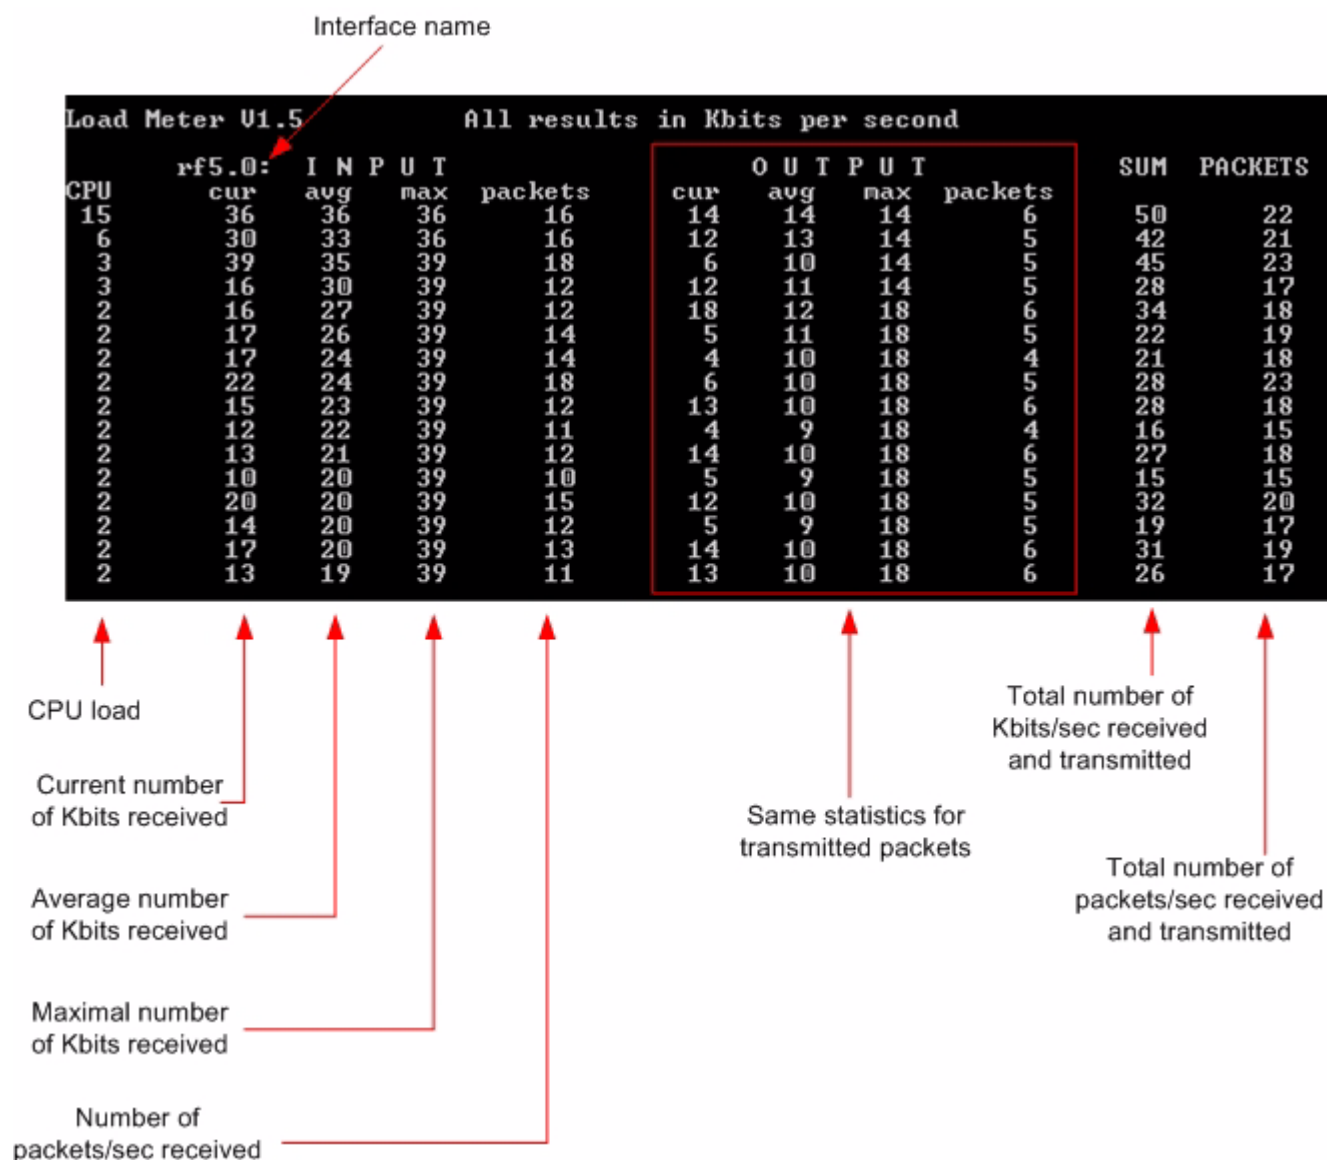 Interface name
Load Meter V1.5 All results in Kbits per second
rf5.0: I N P U T O U T P U T SUM PACKETS
CPU cur avg max packets cur avg max packets
15 36 36 36 16 14 14 14 6 50 22
6 30 33 36 16 12 13 14 5 42 21
3 39 35 39 18 6 10 14 5 45 23
3 16 30 39 12 12 11 14 5 28 17
2 16 27 39 12 18 12 18 6 34 18
2 17 26 39 14 5 11 18 5 22 19
2 17 24 39 14 4 10 18 4 21 18
2 22 24 39 18 6 10 18 5 28 23
2 15 23 39 12 13 10 18 6 28 18
2 12 22 39 11 4 9 18 4 16 15
2 13 21 39 12 14 10 18 6 27 18
2 10 20 39 10 5 9 18 5 15 15
2 20 20 39 15 12 10 18 5 32 20
2 14 20 39 12 5 9 18 5 19 17
2 17 20 39 13 14 10 18 6 31 19
2 13 19 39 11 13 10 18 6 26 17
CPU load
Current number
of Kbits received
Average number
of Kbits received
Maximal number
of Kbits received
Number of
packets/sec received
Same statistics for
transmitted packets
Total number of
Kbits/sec received
and transmitted
Total number of
packets/sec received
and transmitted